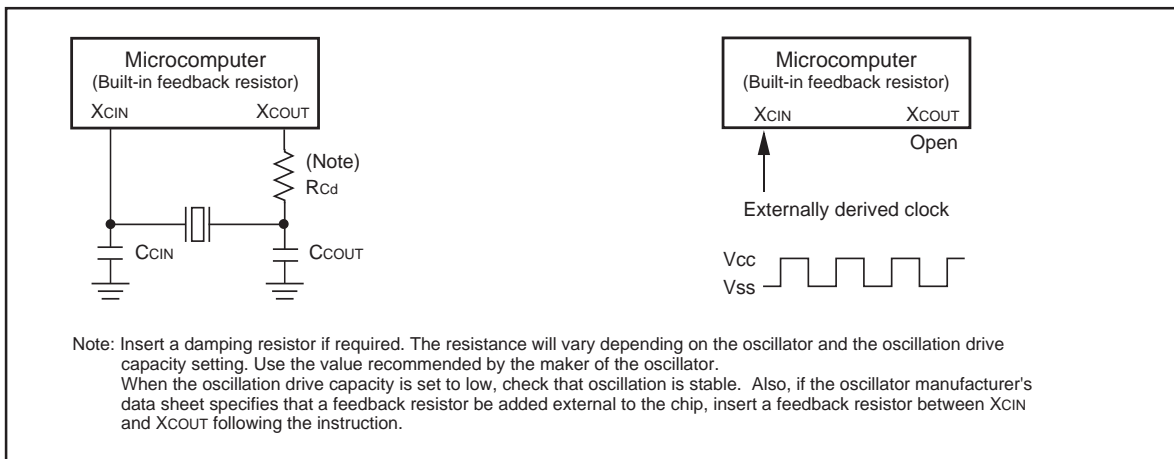 Microcomputer
(Built-in feedback resistor)
XCIN XCOUT
(Note)
RCd
CCIN CCOUT
Microcomputer
(Built-in feedback resistor)
XCIN XCOUT
Open
Externally derived clock
Vcc
Vss
Note: Insert a damping resistor if required. The resistance will vary depending on the oscillator and the oscillation drive
capacity setting. Use the value recommended by the maker of the oscillator.
When the oscillation drive capacity is set to low, check that oscillation is stable. Also, if the oscillator manufacturer's
data sheet specifies that a feedback resistor be added external to the chip, insert a feedback resistor between XCIN
and XCOUT following the instruction.